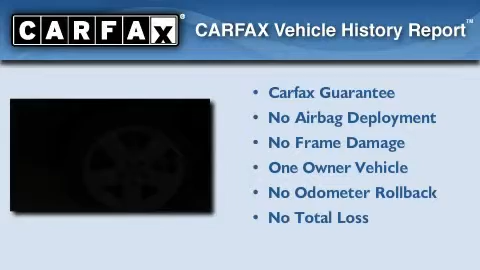 CARFAX® CARFAX Vehicle History Report™
• Carfax Guarantee
• No Airbag Deployment
• No Frame Damage
• One Owner Vehicle
• No Odometer Rollback
• No Total Loss